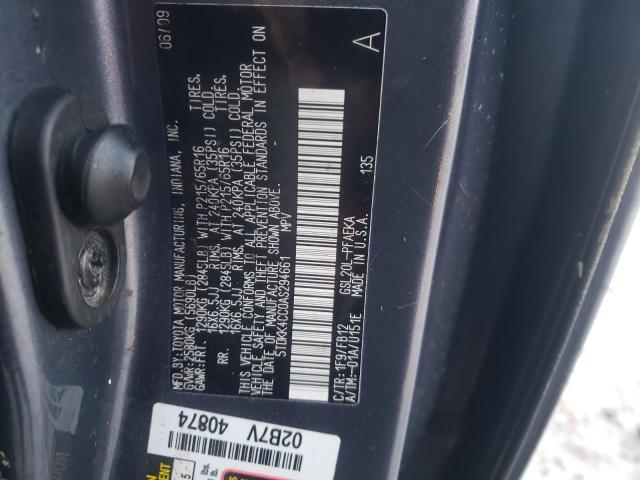 MFD. BY: TOYOTA MOTOR MANUFACTURING, INDIANA, INC. 06/09
GVWR: 2580KG (5690LB)
GAWR: FRT. 1290KG (2845LB) WITH P215/65R16 TIRES,
16X6.5JJ RIMS, AT 240KPA (35PSI) COLD.
RR. 1290KG (2845LB) WITH P215/65R16 TIRES,
16X6.5JJ RIMS, AT 240KPA (35PSI) COLD.
THIS VEHICLE CONFORMS TO ALL APPLICABLE FEDERAL MOTOR
VEHICLE SAFETY AND THEFT PREVENTION STANDARDS IN EFFECT ON
THE DATE OF MANUFACTURE SHOWN ABOVE.
5TDKK4CC0AS294661 MPV
A
C/TR: 1F9/FB12 GSL20L-PFAEKA
A/TM: -01A/U151E MADE IN U.S.A. 135
02B7V 40874
lbs.